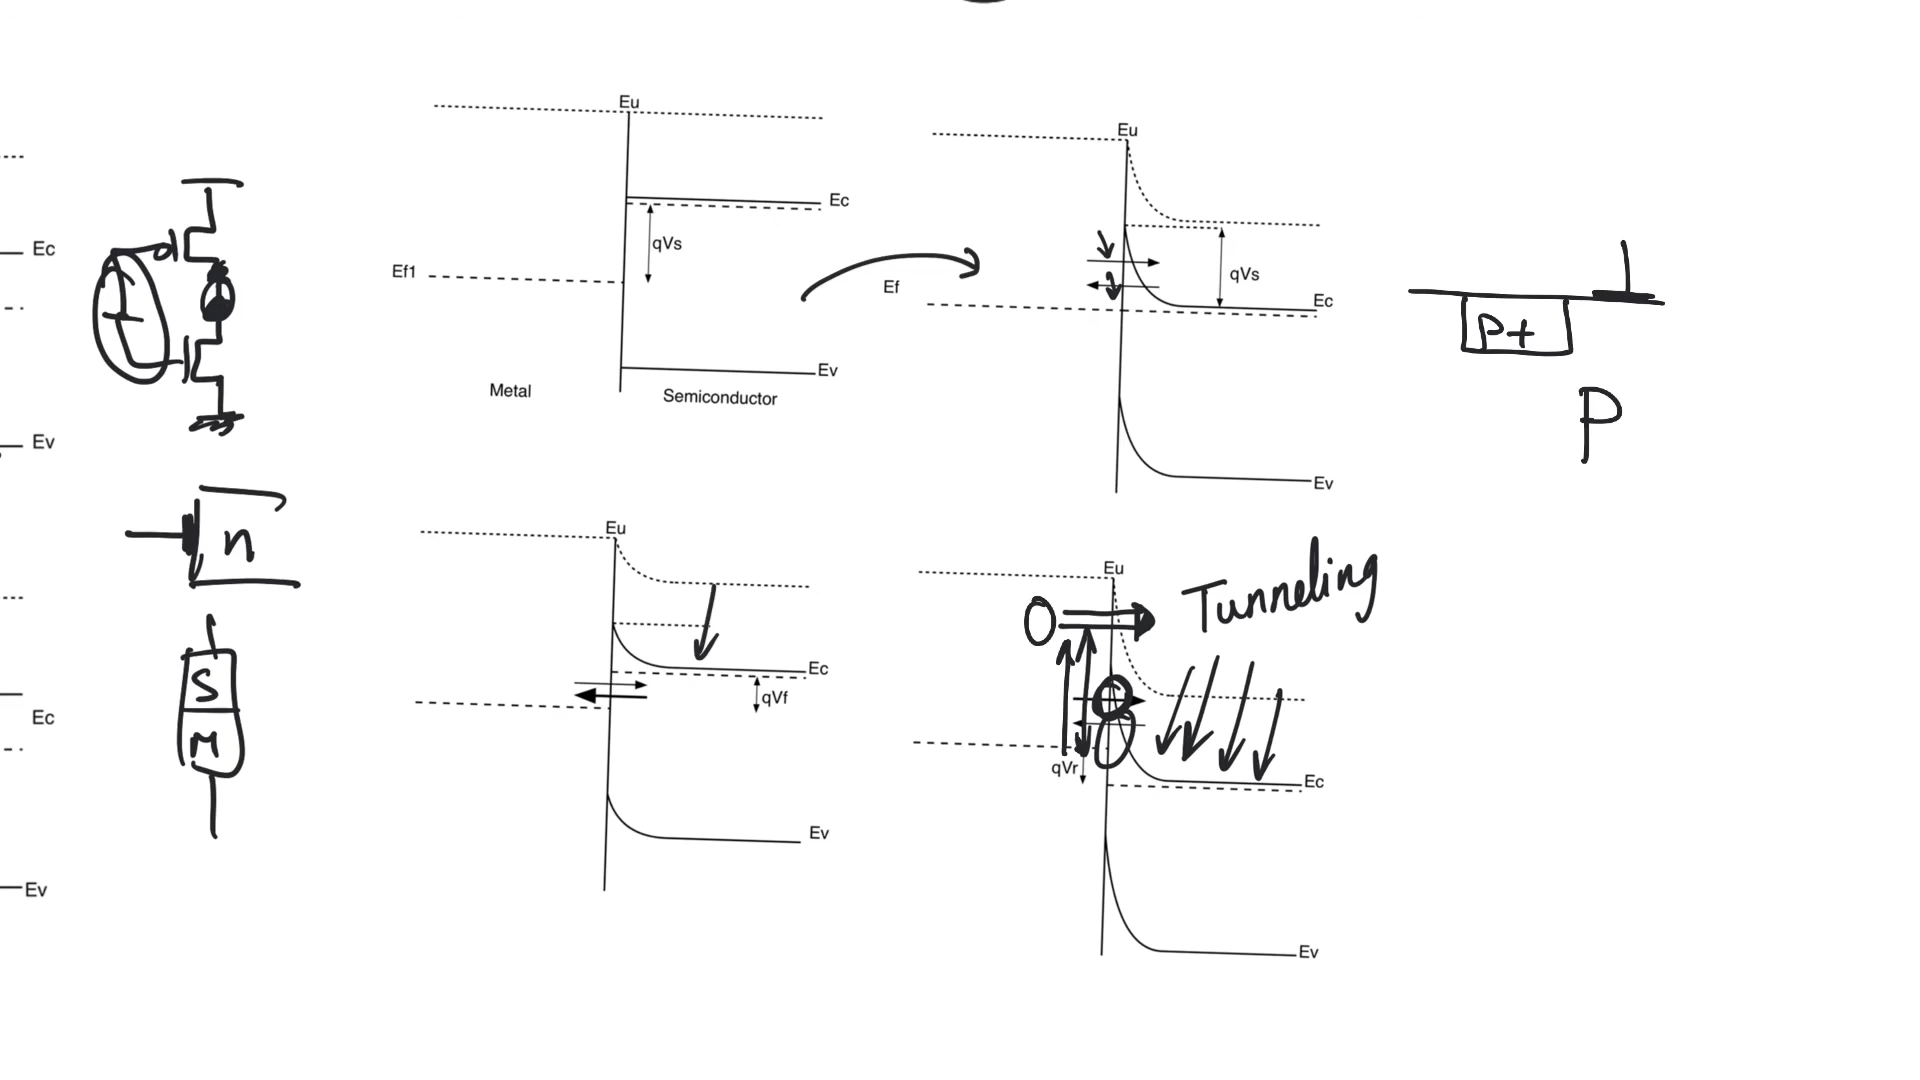 Ec
Ev
Ec
Ev
n
S
M
Eu
Ec
qVs
Ef1
Ev
Metal
Semiconductor
Eu
qVs
Ef
Ec
Ev
P+
P
Eu
Ec
qVf
Ev
Eu
Tunneling
qVr
Ec
Ev